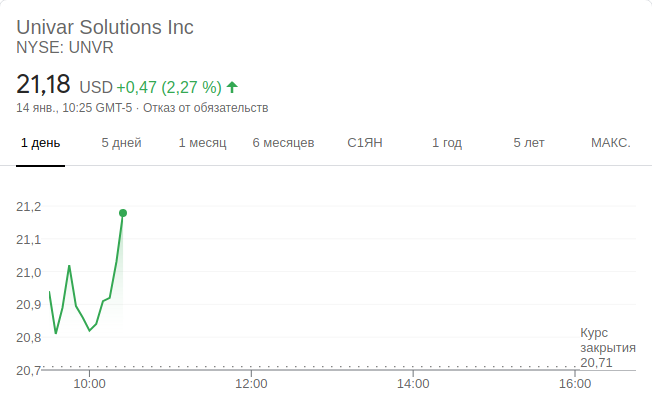 Univar Solutions Inc
NYSE: UNVR
21,18 USD +0,47 (2,27 %)
14 янв., 10:25 GMT-5 · Отказ от обязательств
1 день 5 дней 1 месяц 6 месяцев С1ЯН 1 год 5 лет МАКС.
21,2
21,1
21,0
20,9
20,8
20,7
Курс
закрытия
20,71
10:00 12:00 14:00 16:00